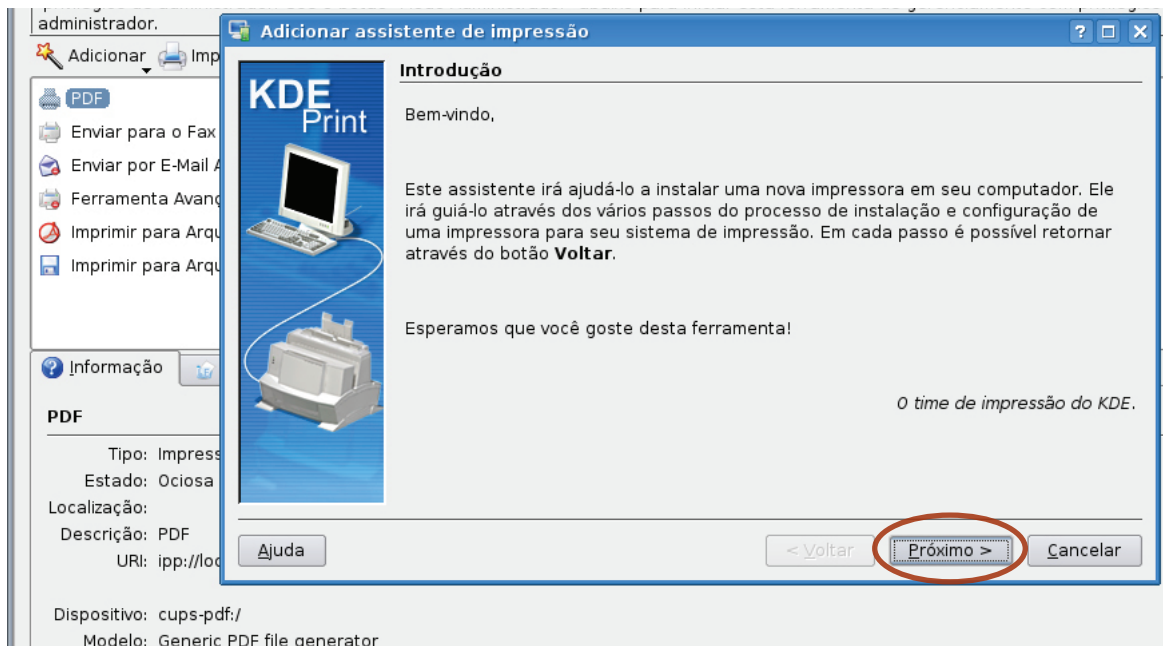 administrador.
Adicionar Imp
PDF
Enviar para o Fax
Enviar por E-Mail A
Ferramenta Avanç
Imprimir para Arqu
Imprimir para Arqu
Informação
PDF
Tipo: Impress
Estado: Ociosa
Localização:
Descrição: PDF
URI: ipp://loc
Dispositivo: cups-pdf:/
Modelo: Generic PDF file generator
Adicionar assistente de impressão
KDE
Print
Introdução
Bem-vindo,
Este assistente irá ajudá-lo a instalar uma nova impressora em seu computador. Ele
irá guiá-lo através dos vários passos do processo de instalação e configuração de
uma impressora para seu sistema de impressão. Em cada passo é possível retornar
através do botão Voltar.
Esperamos que você goste desta ferramenta!
O time de impressão do KDE.
Ajuda
< Voltar
Próximo >
Cancelar